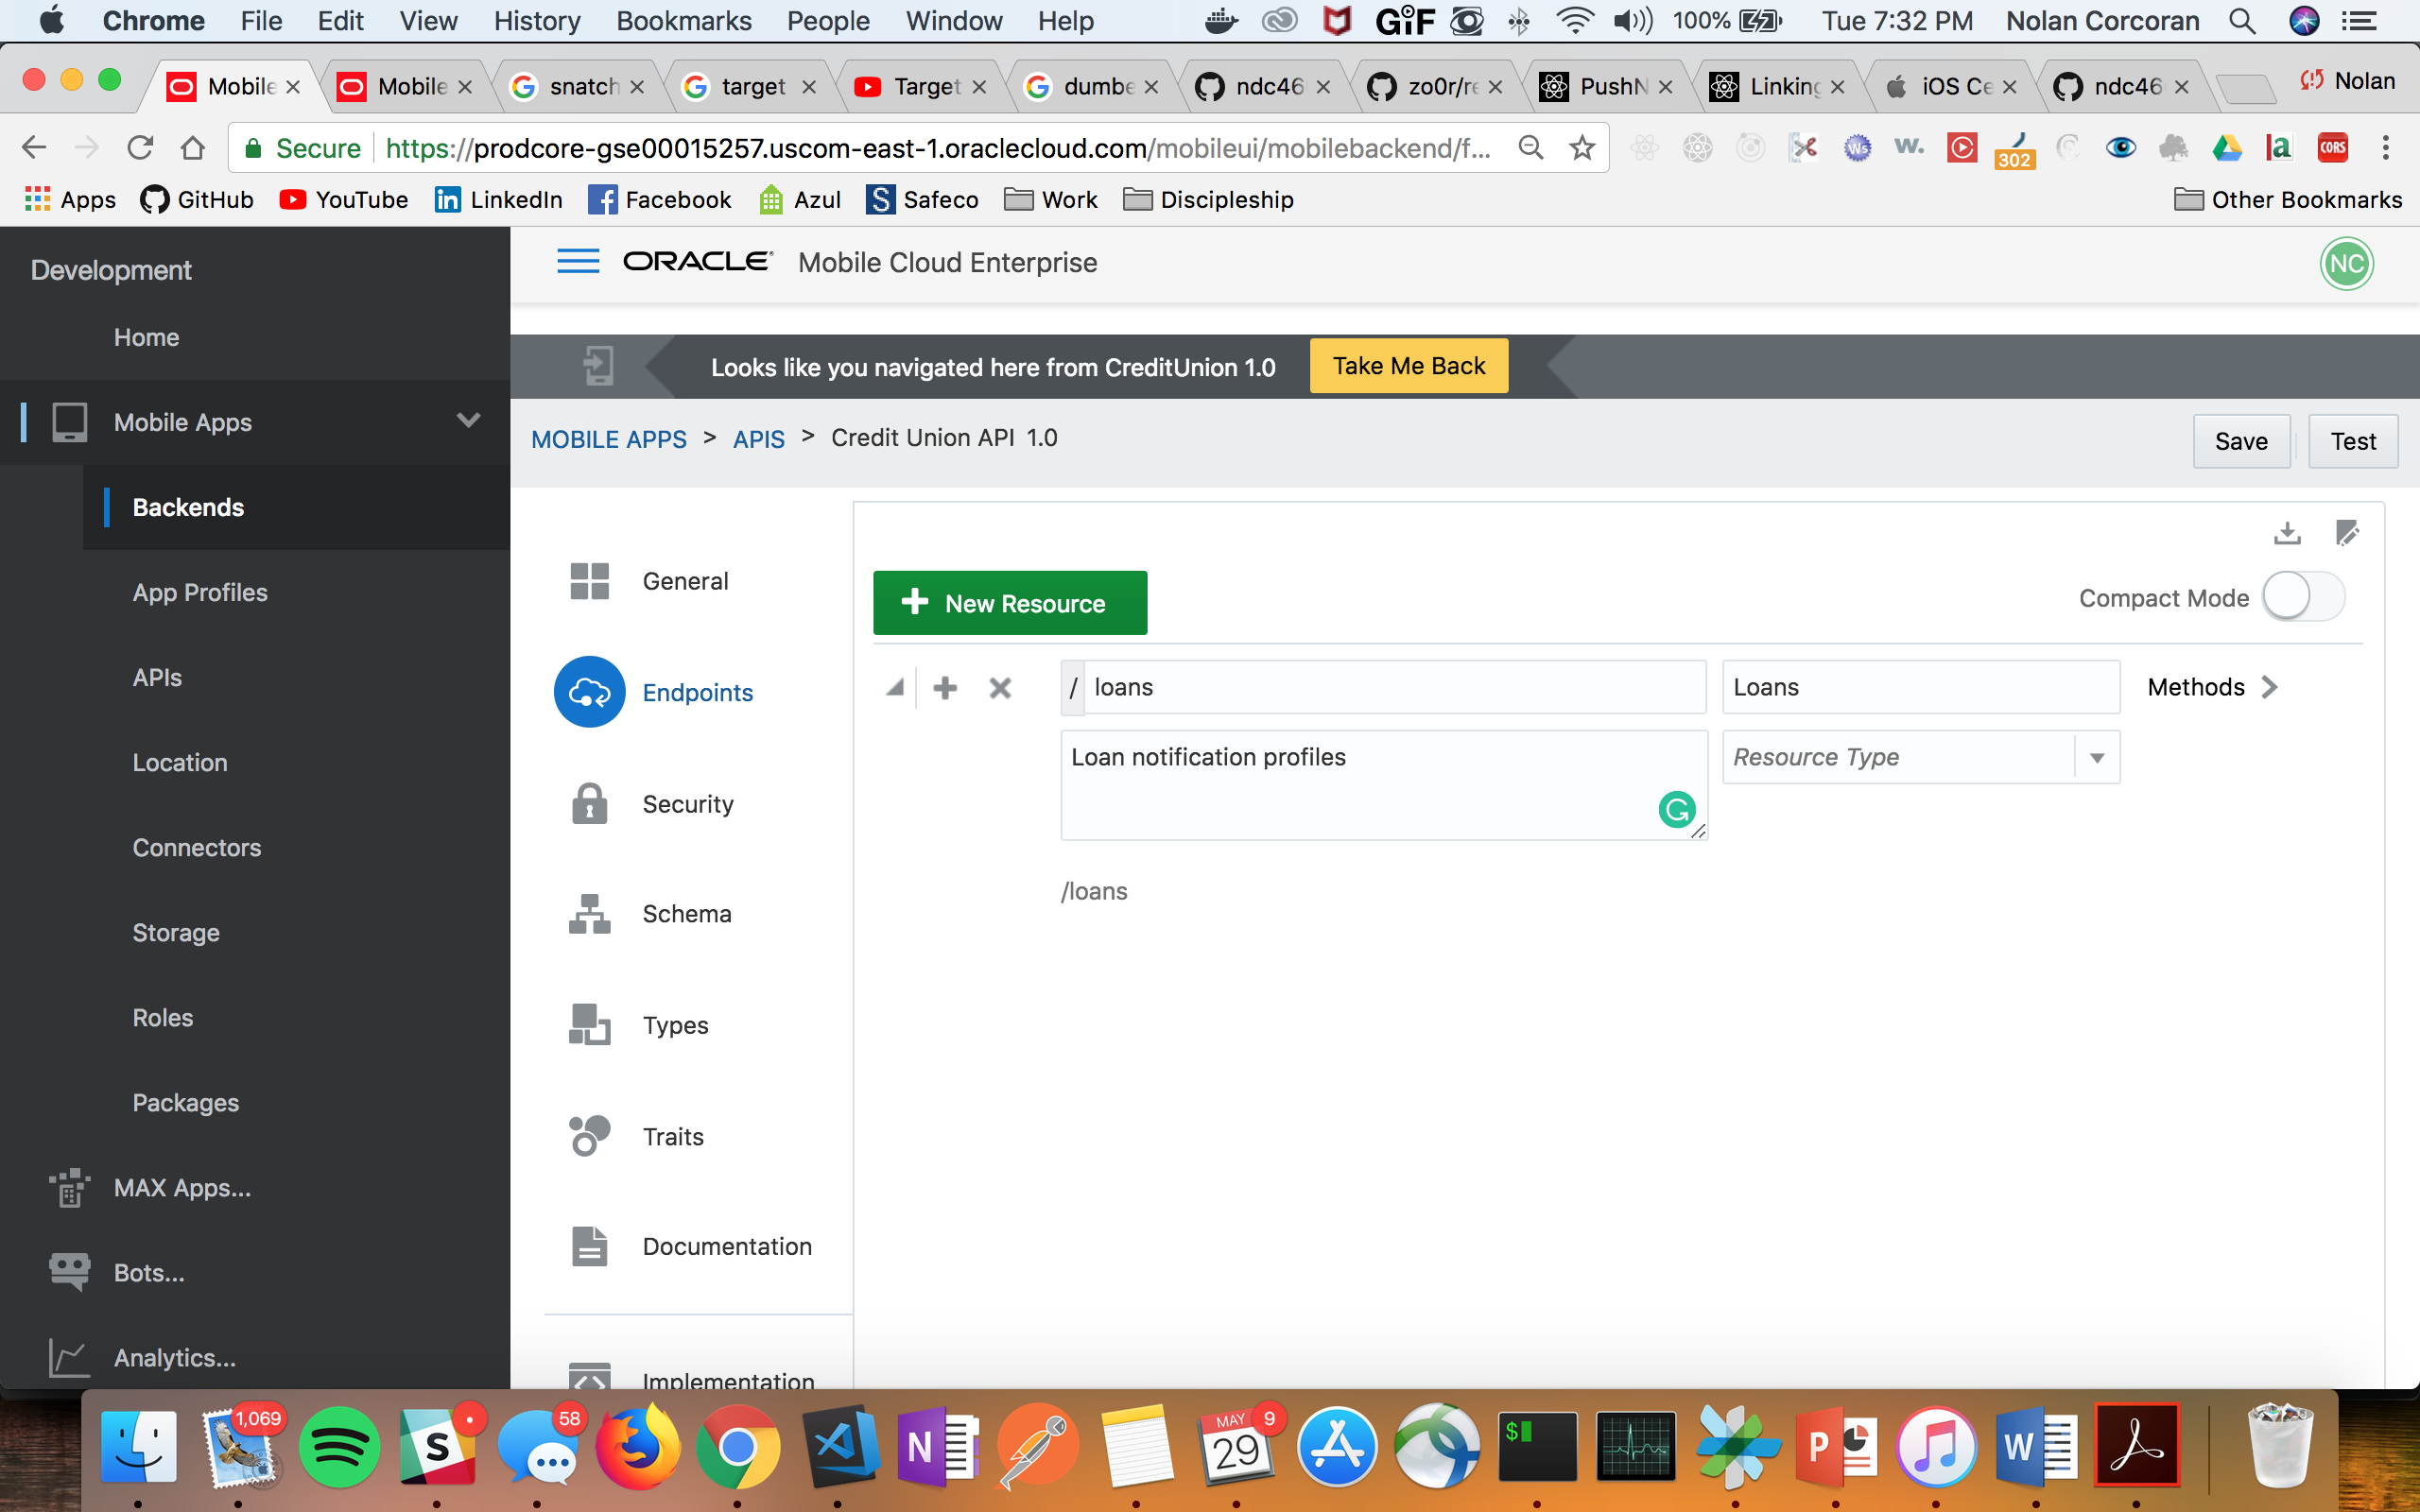 Chrome File Edit View History Bookmarks People Window Help GIF 100% Tue 7:32 PM Nolan Corcoran
Mobile Mobile snatch target Target dumbe ndc46 zo0r/re PushN Linking iOS Ce ndc46 Nolan
Secure https://prodcore-gse00015257.uscom-east-1.oraclecloud.com/mobileui/mobilebackend/f... Ws w. 302 a CORS
Apps GitHub YouTube LinkedIn Facebook Azul S Safeco Work Discipleship Other Bookmarks
Development
Home
Mobile Apps
Backends
App Profiles
APIs
Location
Connectors
Storage
Roles
Packages
MAX Apps...
Bots...
Analytics...
ORACLE Mobile Cloud Enterprise NC
Looks like you navigated here from CreditUnion 1.0 Take Me Back
MOBILE APPS > APIS > Credit Union API 1.0 Save Test
General
Endpoints
Security
Schema
Types
Traits
Documentation
Implementation
New Resource
Compact Mode
/ loans Loans Methods
Loan notification profiles Resource Type
/loans
1,069 S 58 N MAY 29 9 $ P W